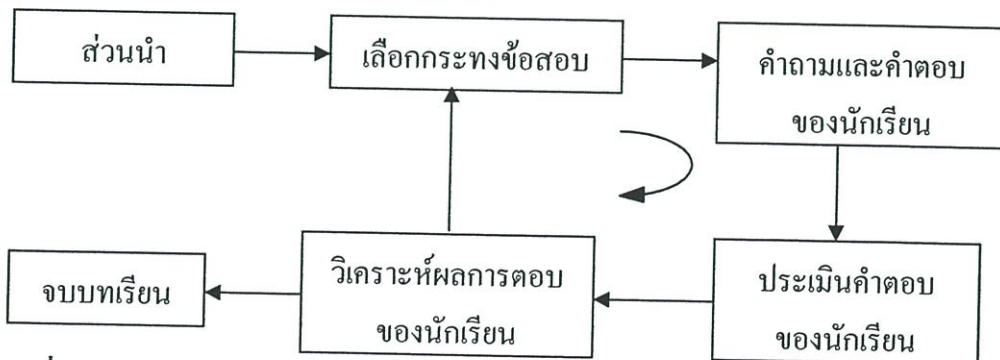 ส่วนนำ
เลือกกระทงข้อสอบ
คำถามและคำตอบ
ของนักเรียน
จบบทเรียน
วิเคราะห์ผลการตอบ
ของนักเรียน
ประเมินคำตอบ
ของนักเรียน